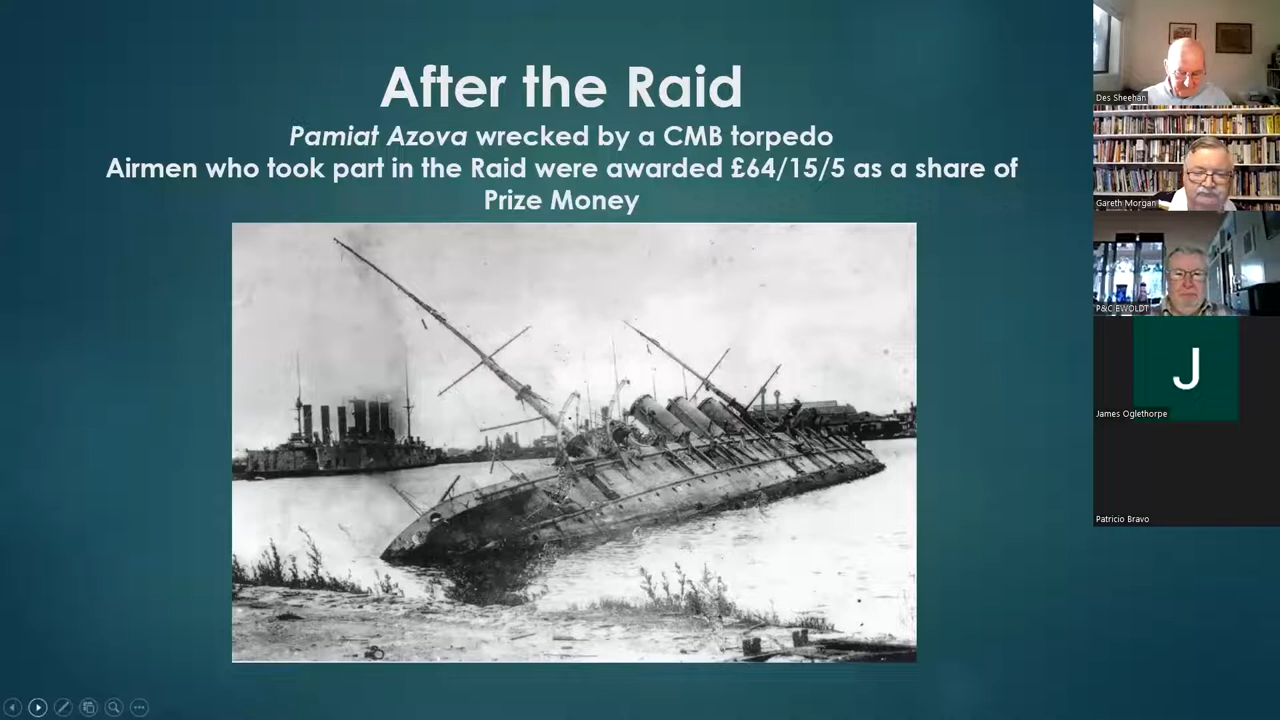 After the Raid
Pamiat Azova wrecked by a CMB torpedo
Airmen who took part in the Raid were awarded £64/15/5 as a share of
Prize Money
Des Sheehan
Gareth Morgan
P&C EWOLDT
J
James Oglethorpe
Patricio Bravo